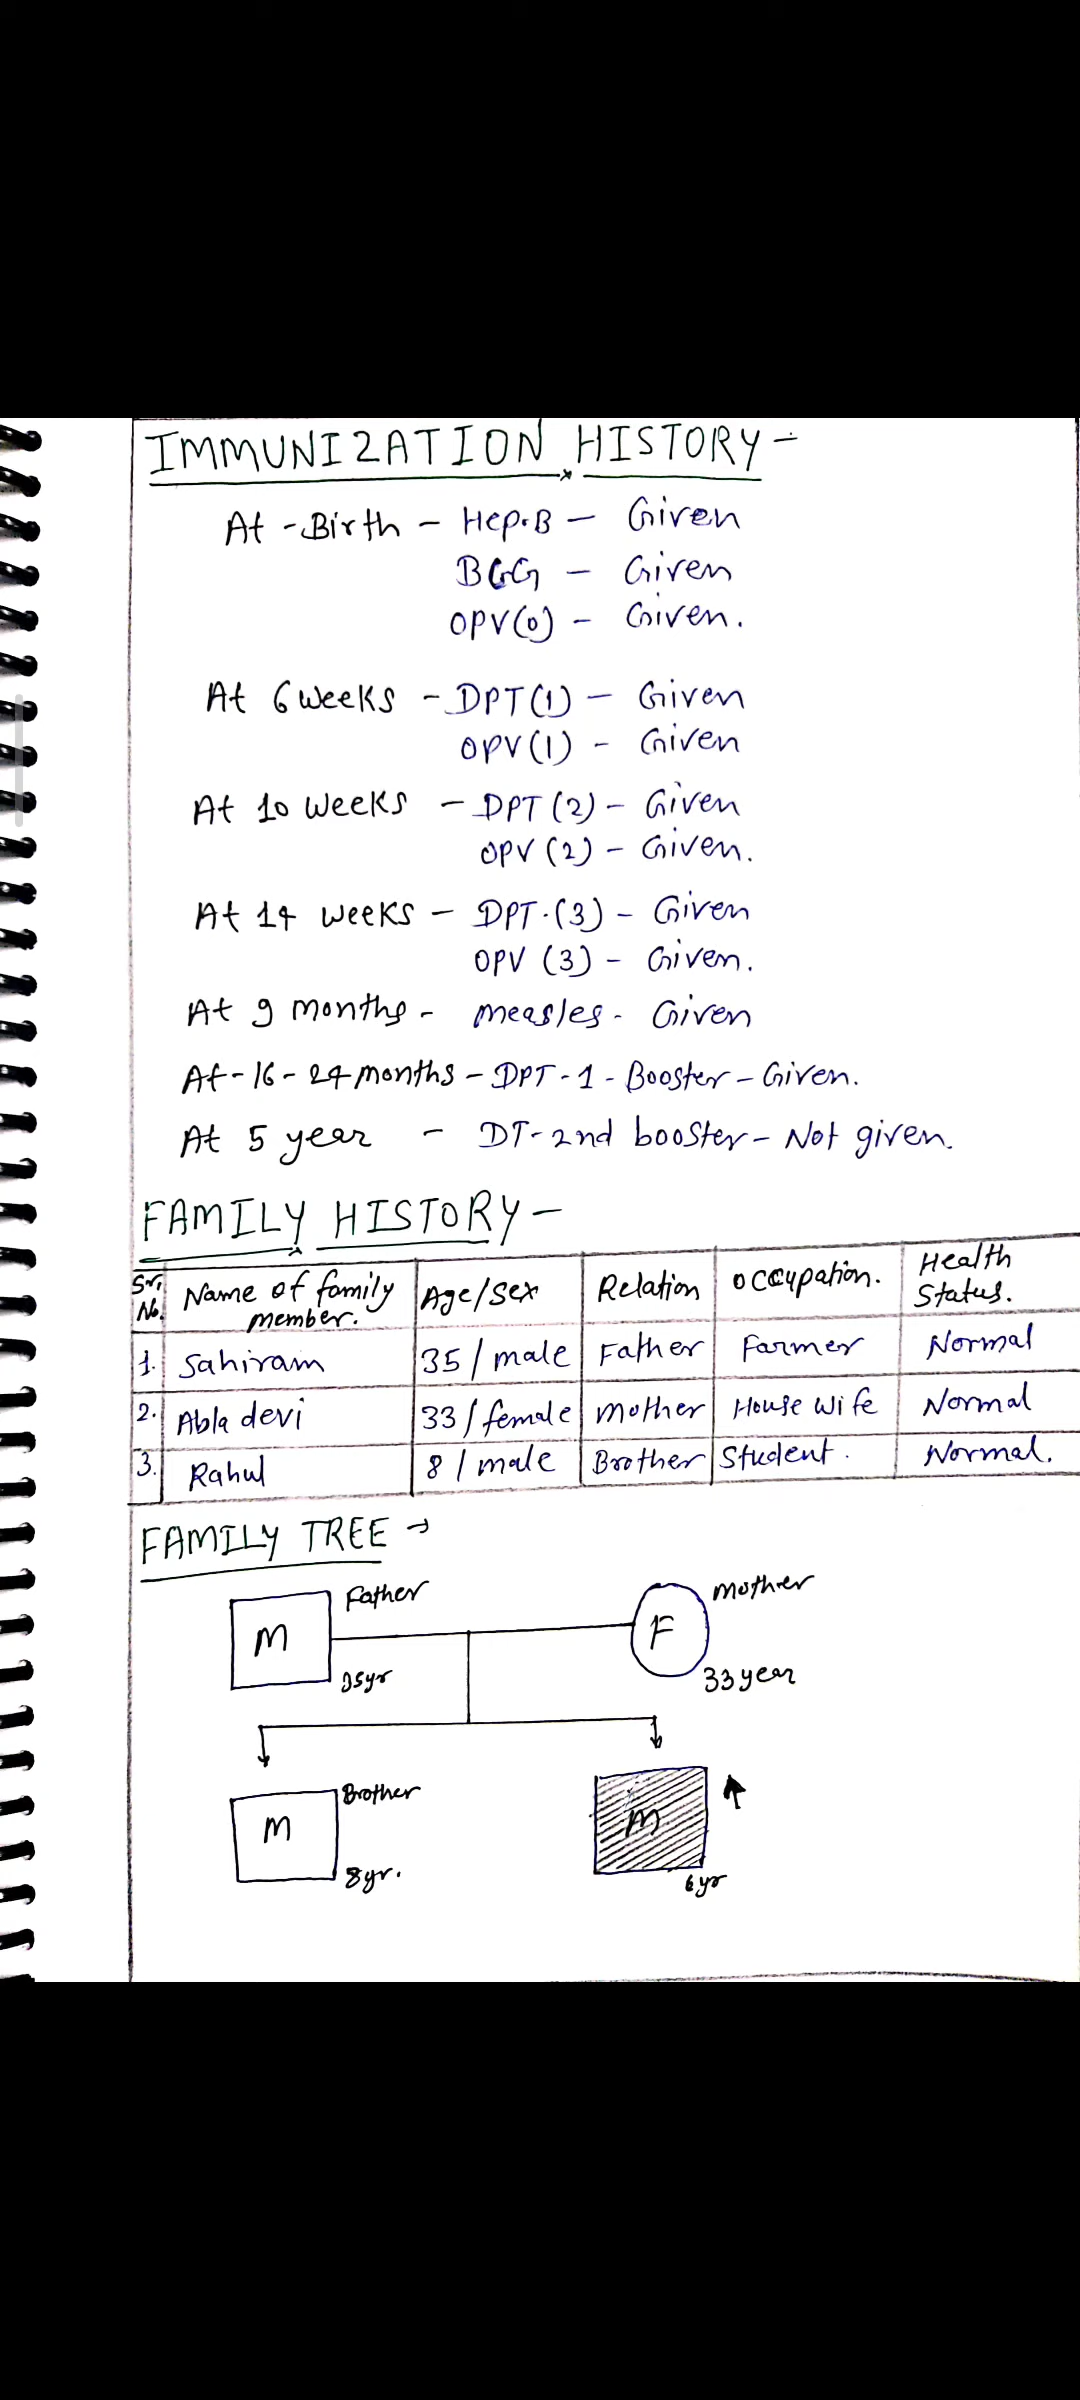 IMMUNIZATION HISTORY -
At - Birth - Hep.B - Given
BCG - Given
OPV(0) - Given.
At 6 weeks - DPT(1) - Given
OPV(1) - Given
At 10 weeks - DPT (2) - Given
OPV (2) - Given.
At 14 weeks - DPT.(3) - Given
OPV (3) - Given.
At 9 months - measles - Given
At - 16 - 24 months - DPT - 1 - Booster - Given.
At 5 year - DT - 2nd booster - Not given.
FAMILY HISTORY -
Sr. No. Name of family member. Age/Sex Relation Occupation. Health Status.
1. Sahiram 35 / male Father Farmer Normal
2. Abla devi 33 / female Mother House wife Normal
3. Rahul 8 / male Brother Student. Normal.
FAMILY TREE →
Father mother
M F
35yr 33 year
Brother
M M
8yr. 6yr